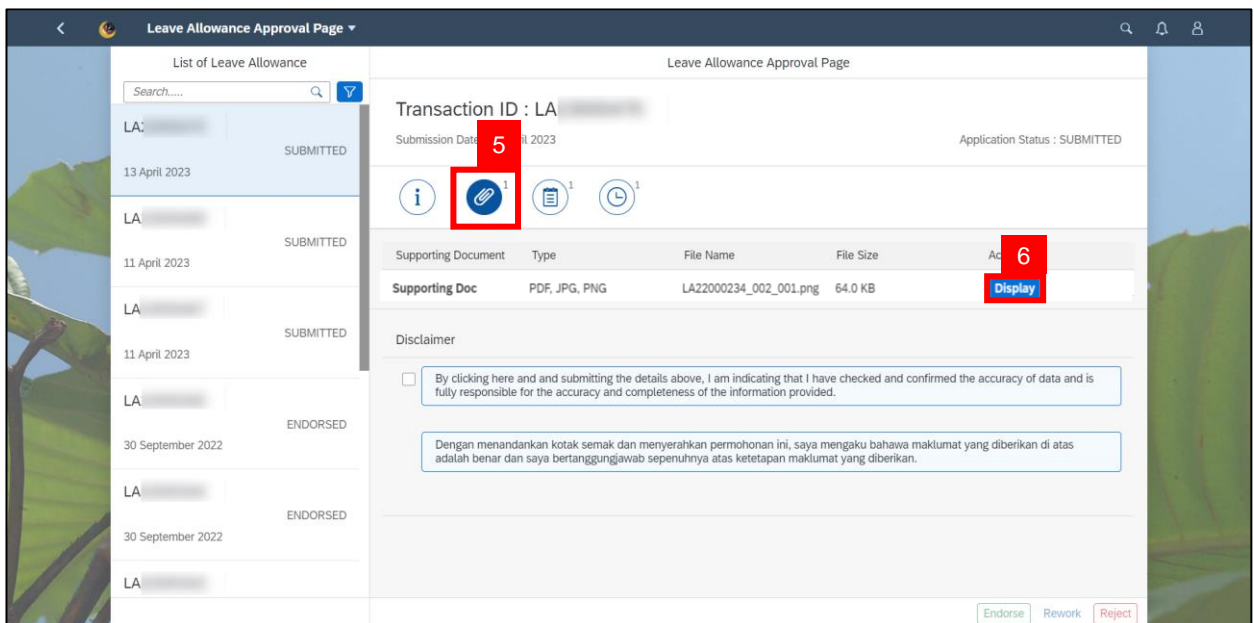 Leave Allowance Approval Page
List of Leave Allowance
Leave Allowance Approval Page
Search.....
LA
SUBMITTED
13 April 2023
LA
SUBMITTED
11 April 2023
LA
SUBMITTED
11 April 2023
LA
ENDORSED
30 September 2022
LA
ENDORSED
30 September 2022
LA
Transaction ID : LA
Submission Date 2023
Application Status : SUBMITTED
5
i
1
1
1
Supporting Document Type File Name File Size
6
Supporting Doc PDF, JPG, PNG LA22000234_002_001.png 64.0 KB Display
Disclaimer
By clicking here and and submitting the details above, I am indicating that I have checked and confirmed the accuracy of data and is
fully responsible for the accuracy and completeness of the information provided.
Dengan menandankan kotak semak dan menyerahkan permohonan ini, saya mengaku bahawa maklumat yang diberikan di atas
adalah benar dan saya bertanggungjawab sepenuhnya atas ketetapan maklumat yang diberikan.
Endorse Rework Reject